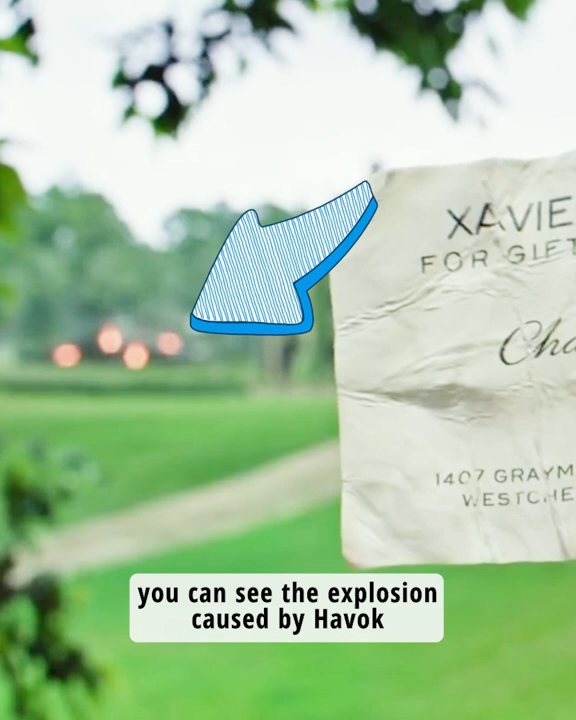 XAVIE
FOR GIFT
Cha
1407 GRAYM
WESTCHE
you can see the explosion
caused by Havok